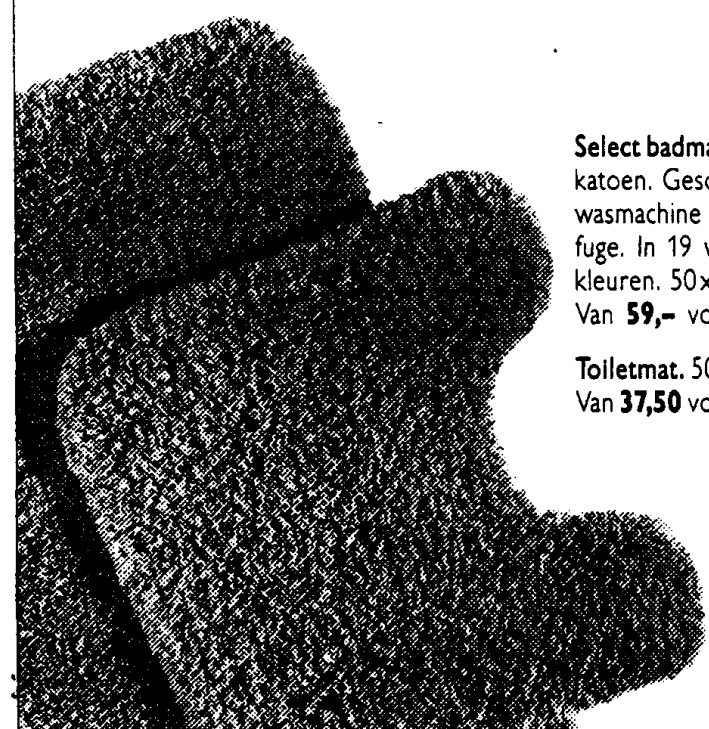 Select badma
katoen. Gesc
wasmachine
fuge. In 19 v
kleuren. 50x
Van 59,– vo
Toiletmat. 50
Van 37,50 vo